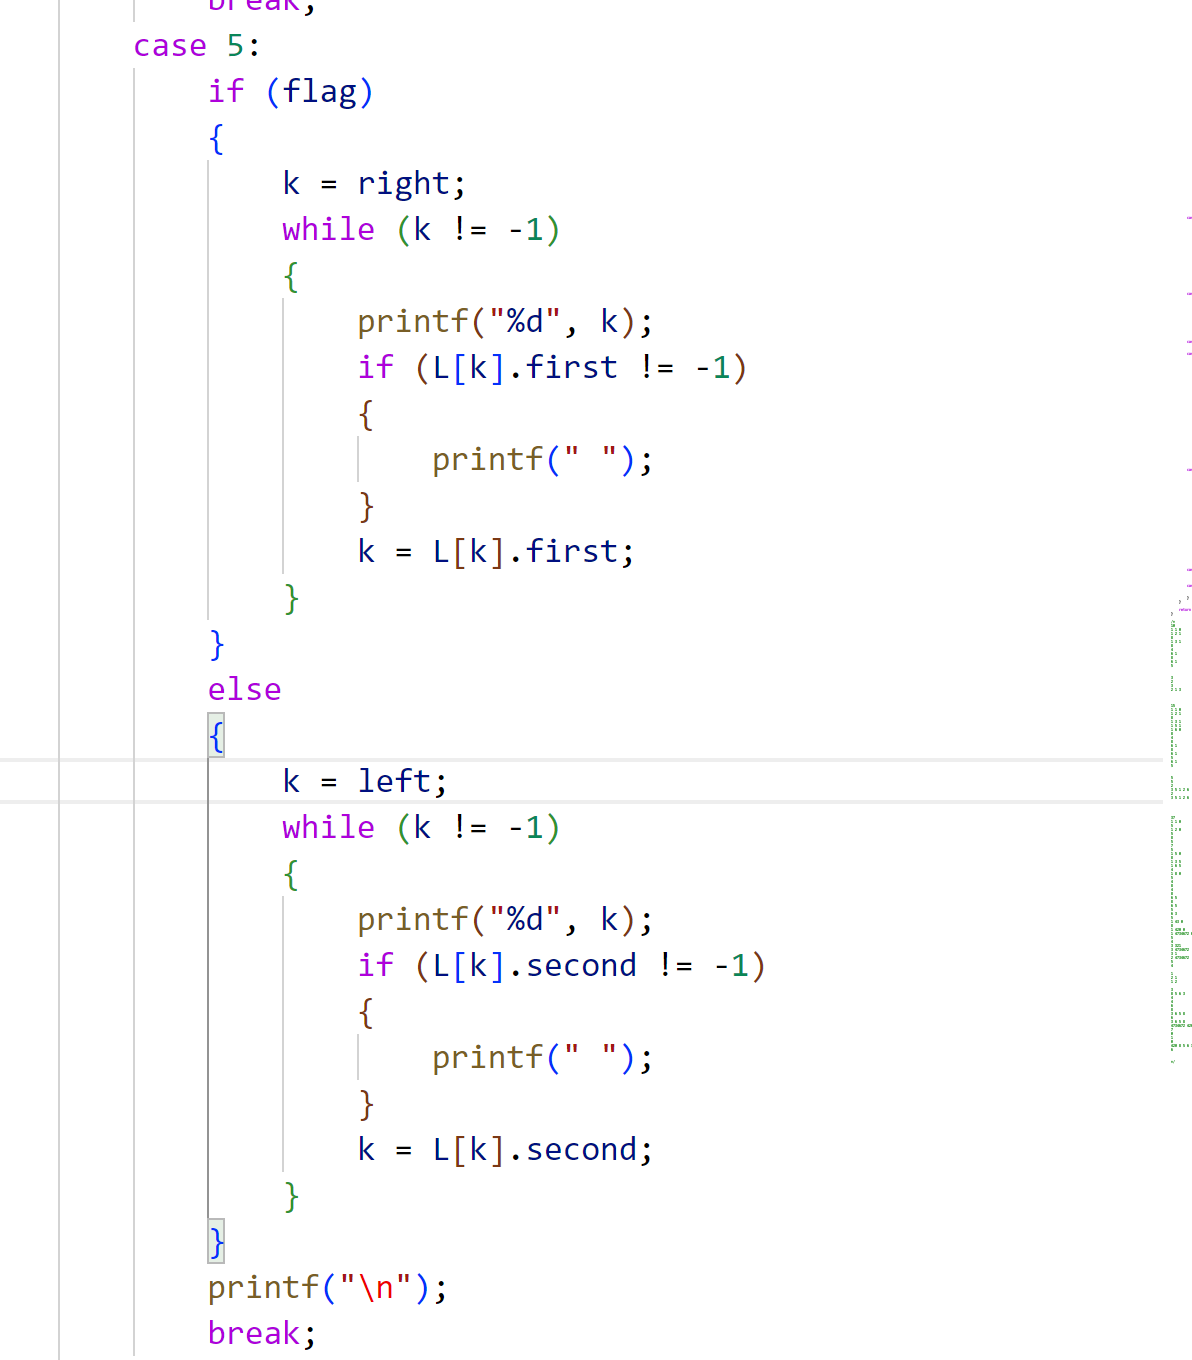 break;
case 5:
if (flag)
{
k = right;
while (k != -1)
{
printf("%d", k);
if (L[k].first != -1)
{
printf(" ");
}
k = L[k].first;
}
}
else
{
k = left;
while (k != -1)
{
printf("%d", k);
if (L[k].second != -1)
{
printf(" ");
}
k = L[k].second;
}
}
printf("\n");
break;